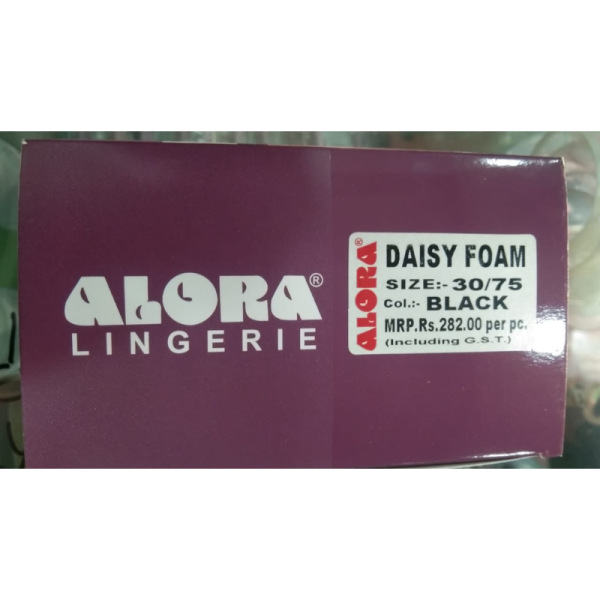 ALORA®
LINGERIE
ALORA®
DAISY FOAM
SIZE:- 30/75
Col.:- BLACK
MRP.Rs.282.00 per pc.
(Including G.S.T.)